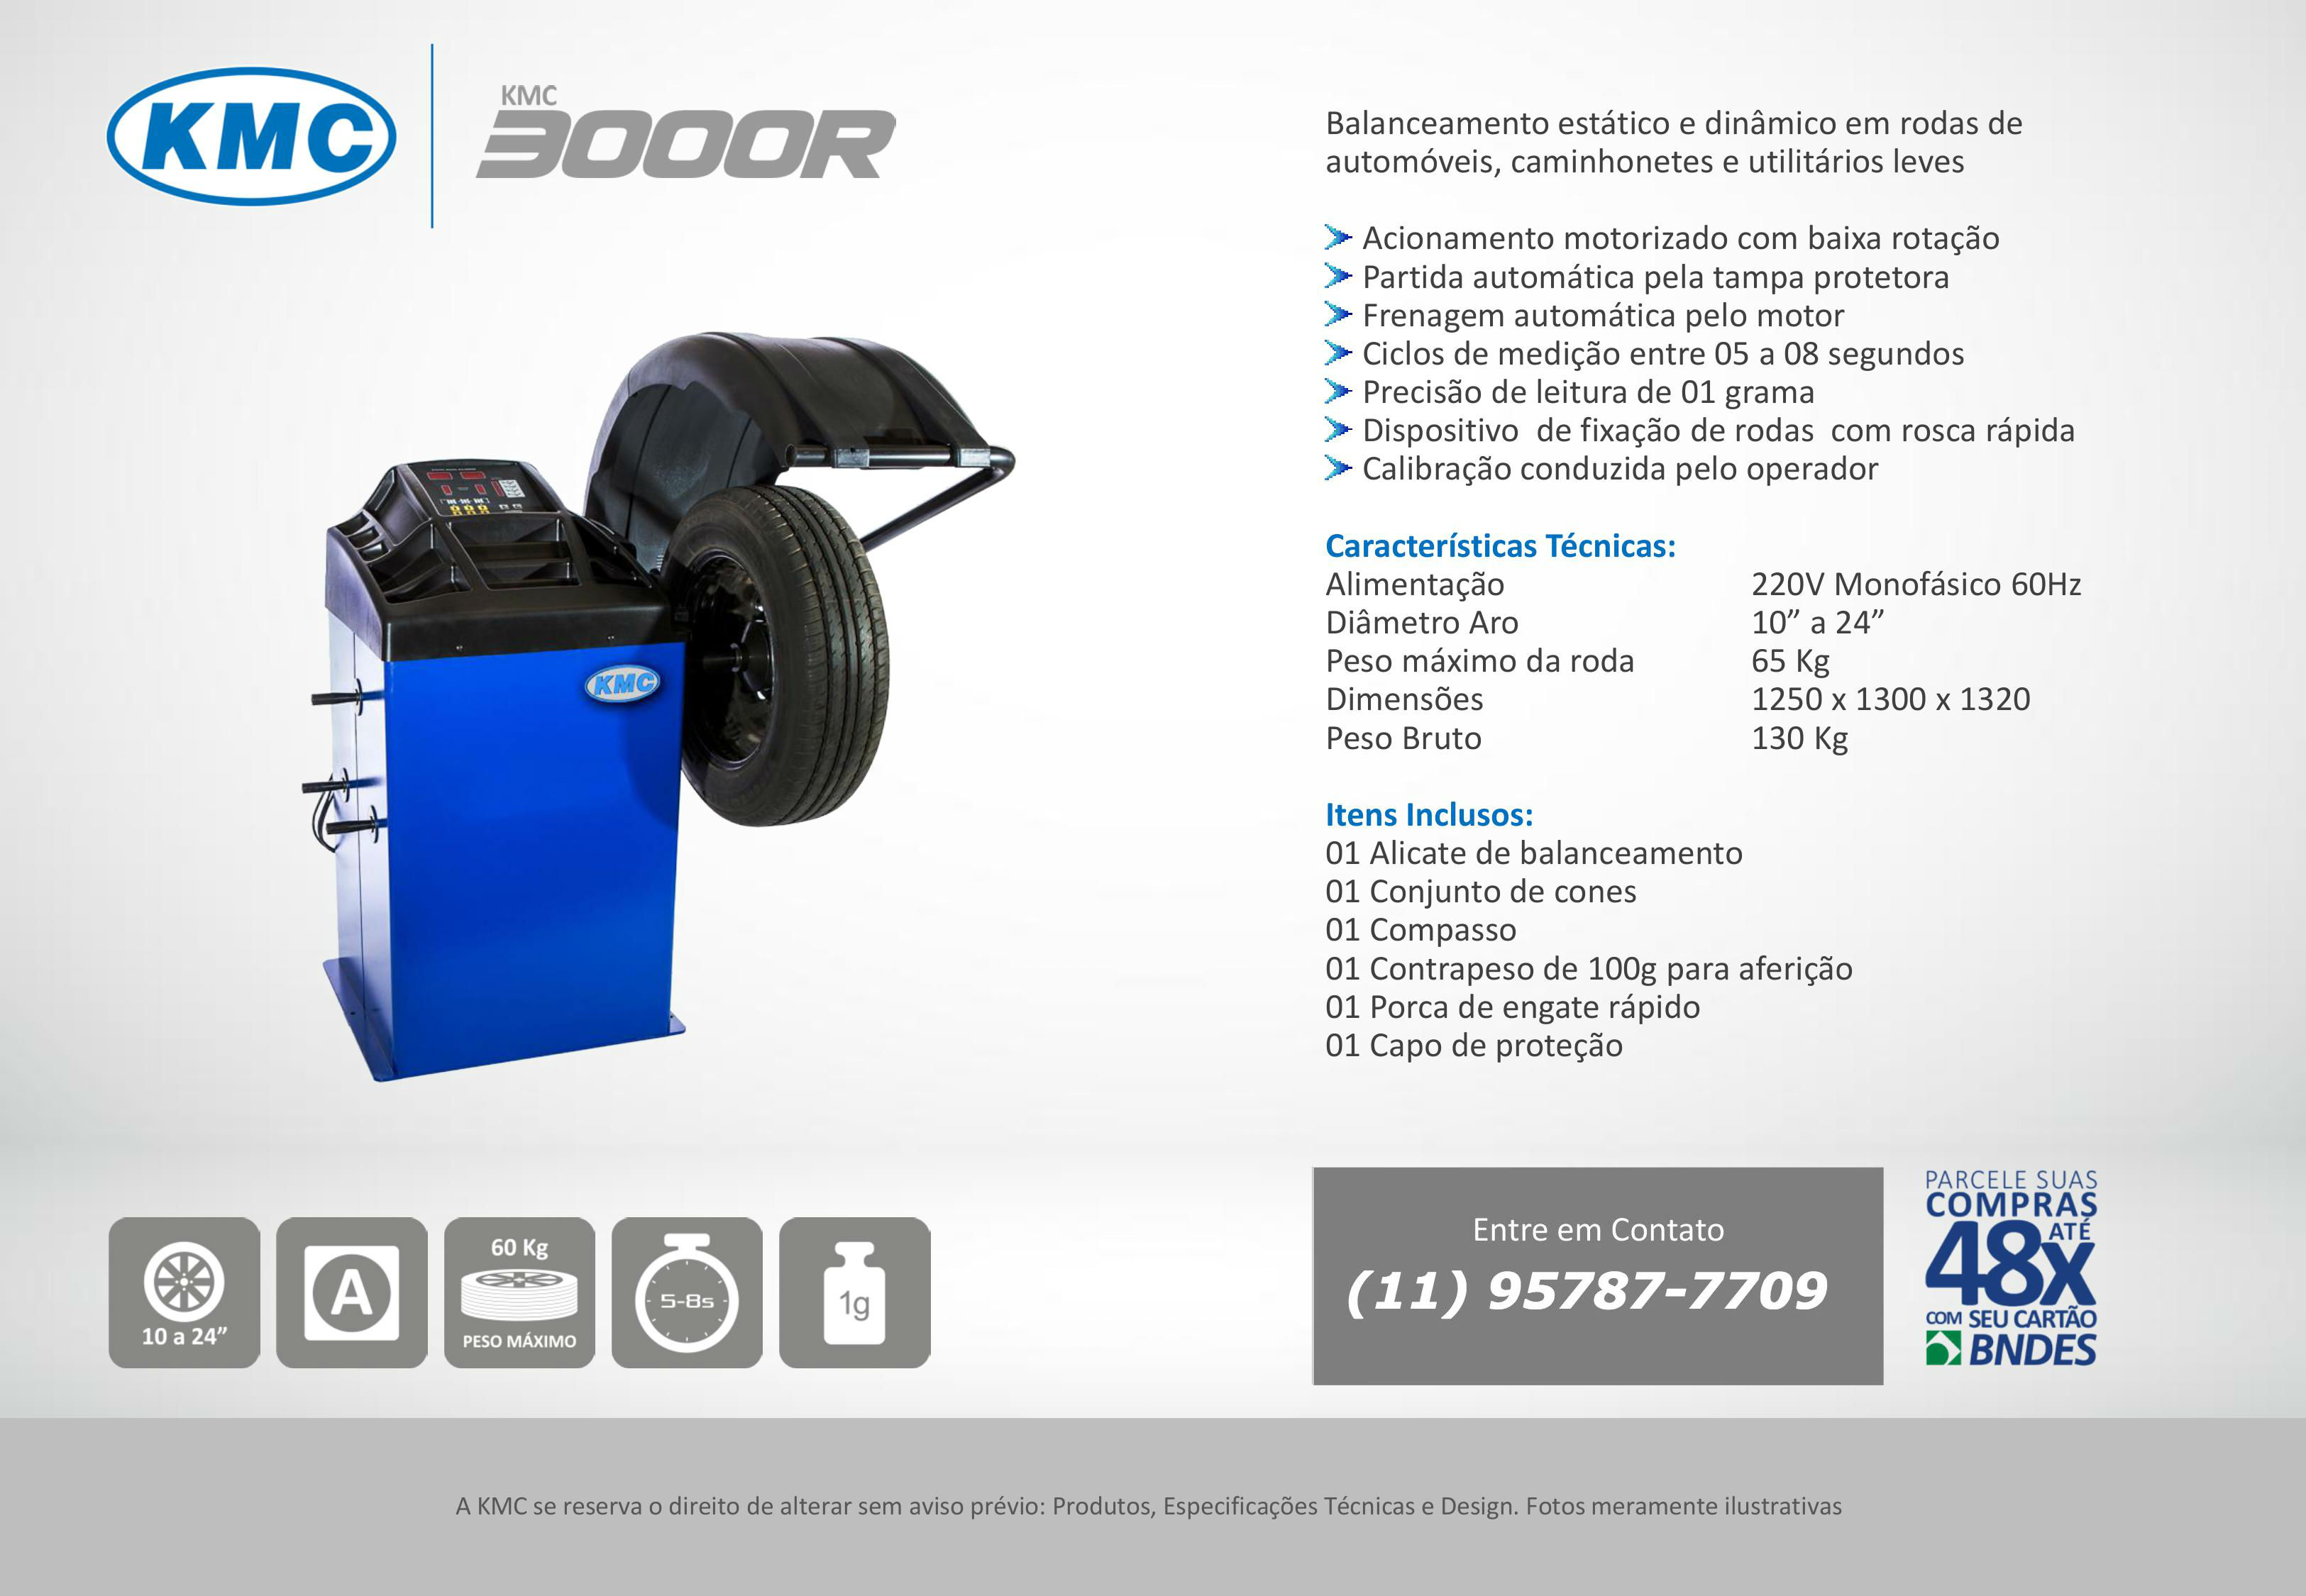 KMC
KMC
3000R
Balanceamento estático e dinâmico em rodas de
automóveis, caminhonetes e utilitários leves
Acionamento motorizado com baixa rotação
Partida automática pela tampa protetora
Frenagem automática pelo motor
Ciclos de medição entre 05 a 08 segundos
Precisão de leitura de 01 grama
Dispositivo de fixação de rodas com rosca rápida
Calibração conduzida pelo operador
Características Técnicas:
Alimentação 220V Monofásico 60Hz
Diâmetro Aro 10” a 24”
Peso máximo da roda 65 Kg
Dimensões 1250 x 1300 x 1320
Peso Bruto 130 Kg
Itens Inclusos:
01 Alicate de balanceamento
01 Conjunto de cones
01 Compasso
01 Contrapeso de 100g para aferição
01 Porca de engate rápido
01 Capo de proteção
KMC
10 a 24”
A
60 Kg
PESO MÁXIMO
5-8s
1g
Entre em Contato
(11) 95787-7709
PARCELE SUAS
COMPRAS
ATÉ
48x
COM SEU CARTÃO
BNDES
A KMC se reserva o direito de alterar sem aviso prévio: Produtos, Especificações Técnicas e Design. Fotos meramente ilustrativas